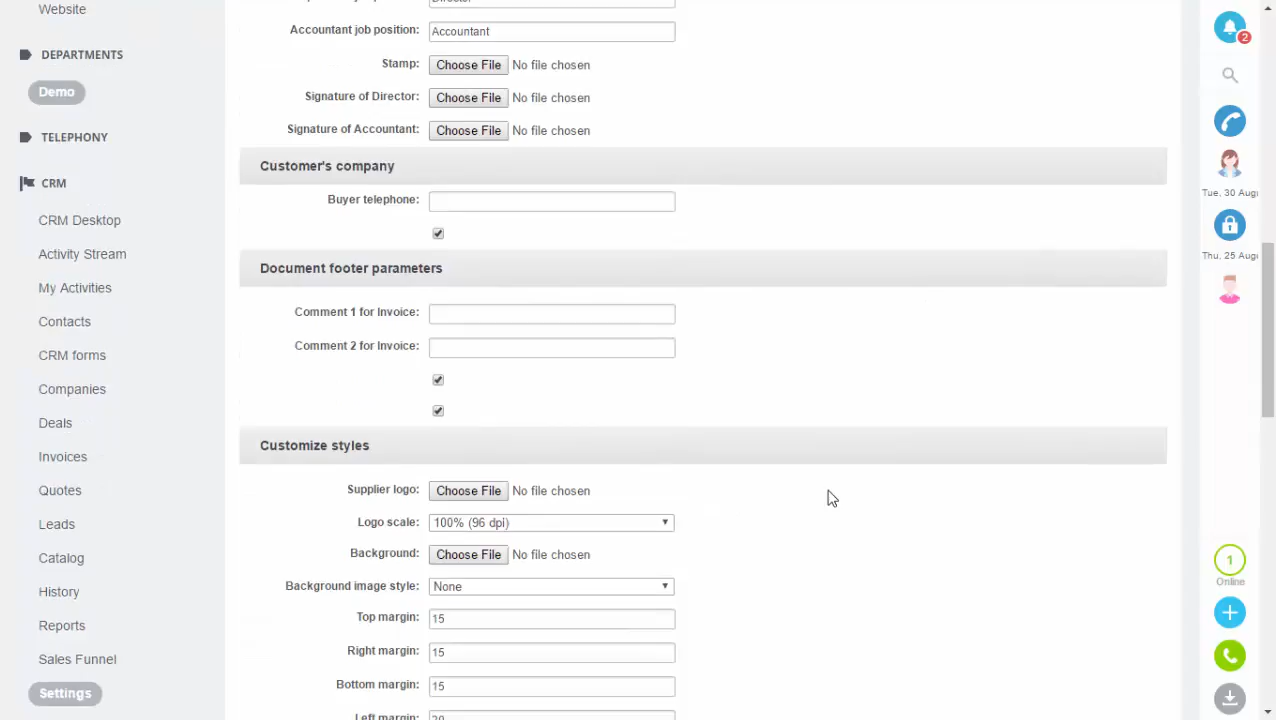 Website
DEPARTMENTS
Demo
TELEPHONY
CRM
CRM Desktop
Activity Stream
My Activities
Contacts
CRM forms
Companies
Deals
Invoices
Quotes
Leads
Catalog
History
Reports
Sales Funnel
Settings
Director
Accountant job position: Accountant
Stamp: Choose File No file chosen
Signature of Director: Choose File No file chosen
Signature of Accountant: Choose File No file chosen
Customer's company
Buyer telephone:
Document footer parameters
Comment 1 for Invoice:
Comment 2 for Invoice:
Customize styles
Supplier logo: Choose File No file chosen
Logo scale: 100% (96 dpi)
Background: Choose File No file chosen
Background image style: None
Top margin: 15
Right margin: 15
Bottom margin: 15
Left margin: 20
2
Tue, 30 Aug
Thu, 25 Aug
1
Online